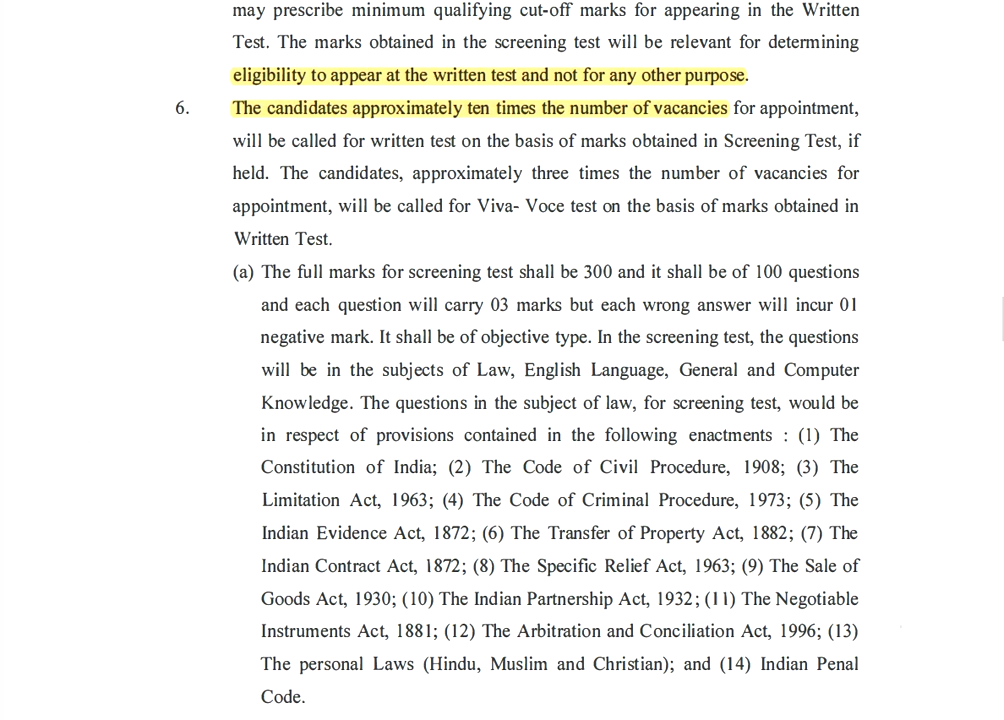 may prescribe minimum qualifying cut-off marks for appearing in the Written
Test. The marks obtained in the screening test will be relevant for determining
eligibility to appear at the written test and not for any other purpose.
6. The candidates approximately ten times the number of vacancies for appointment,
will be called for written test on the basis of marks obtained in Screening Test, if
held. The candidates, approximately three times the number of vacancies for
appointment, will be called for Viva- Voce test on the basis of marks obtained in
Written Test.
(a) The full marks for screening test shall be 300 and it shall be of 100 questions
and each question will carry 03 marks but each wrong answer will incur 01
negative mark. It shall be of objective type. In the screening test, the questions
will be in the subjects of Law, English Language, General and Computer
Knowledge. The questions in the subject of law, for screening test, would be
in respect of provisions contained in the following enactments : (1) The
Constitution of India; (2) The Code of Civil Procedure, 1908; (3) The
Limitation Act, 1963; (4) The Code of Criminal Procedure, 1973; (5) The
Indian Evidence Act, 1872; (6) The Transfer of Property Act, 1882; (7) The
Indian Contract Act, 1872; (8) The Specific Relief Act, 1963; (9) The Sale of
Goods Act, 1930; (10) The Indian Partnership Act, 1932; (11) The Negotiable
Instruments Act, 1881; (12) The Arbitration and Conciliation Act, 1996; (13)
The personal Laws (Hindu, Muslim and Christian); and (14) Indian Penal
Code.